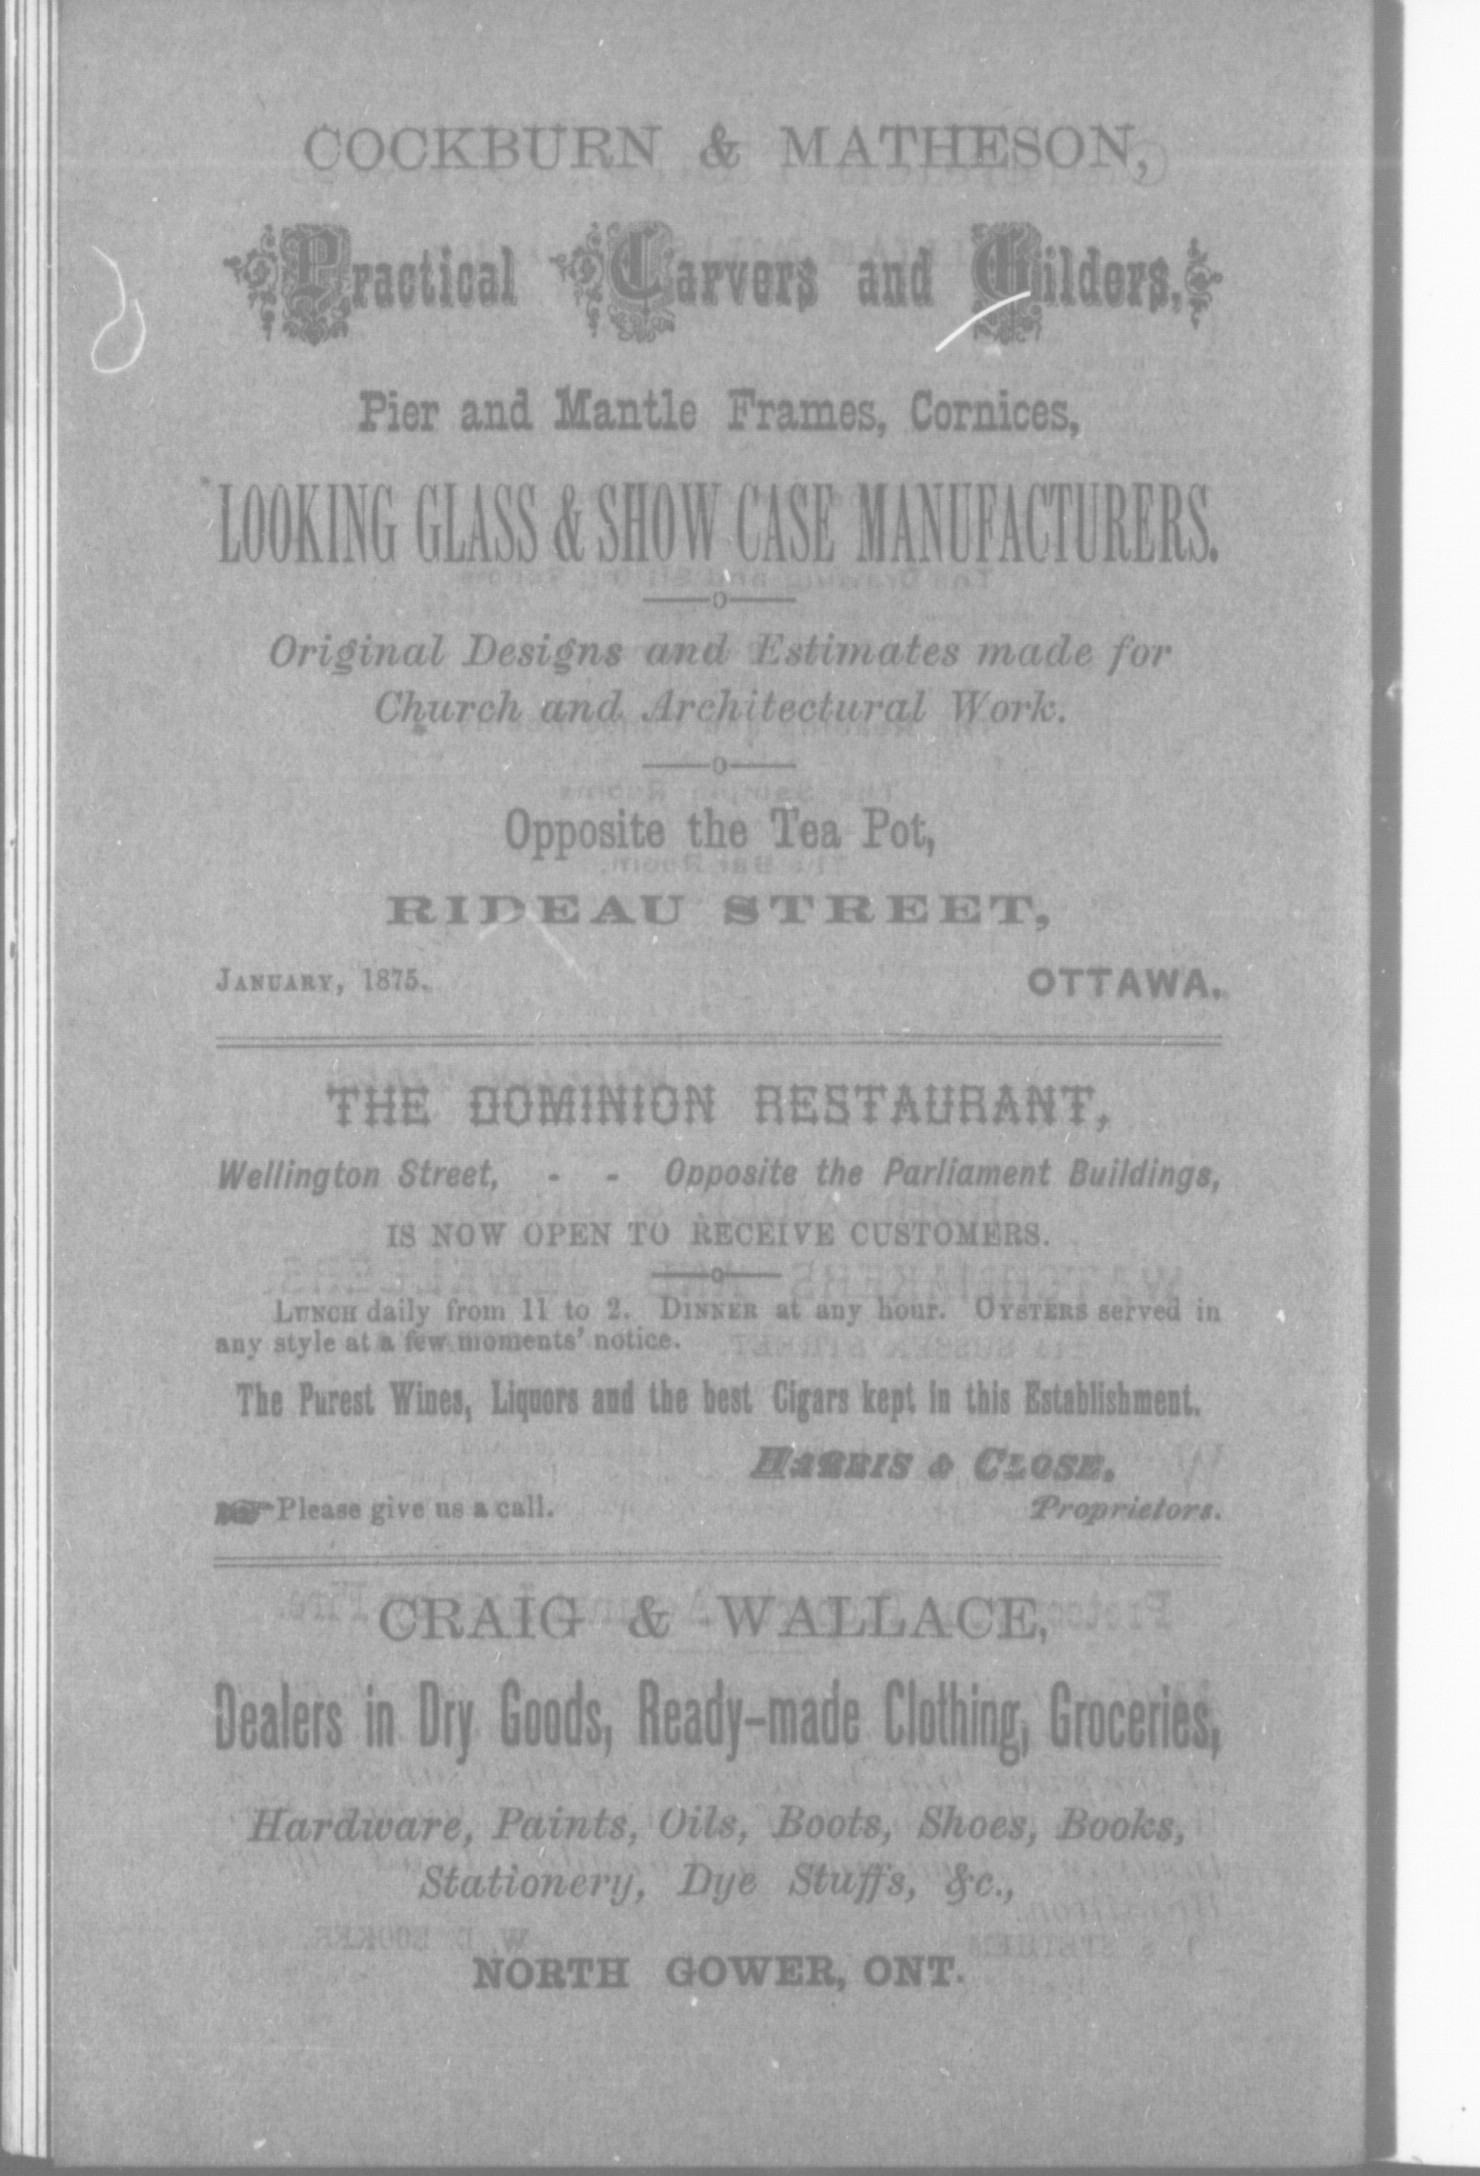 COCKBURN & MATHESON,
Practical Carvers and Gilders,
Pier and Mantle Frames, Cornices,
LOOKING GLASS & SHOW CASE MANUFACTURERS.
Original Designs and Estimates made for
Church and Architectural Work.
Opposite the Tea Pot,
RIDEAU STREET,
JANUARY, 1875. OTTAWA.
THE DOMINION RESTAURANT,
Wellington Street, - - Opposite the Parliament Buildings,
IS NOW OPEN TO RECEIVE CUSTOMERS.
LUNCH daily from 11 to 2. DINNER at any hour. OYSTERS served in
any style at a few moments' notice.
The Purest Wines, Liquors and the best Cigars kept in this Establishment.
HARRIS & CLOSE,
☞ Please give us a call. Proprietors.
CRAIG & WALLACE,
Dealers in Dry Goods, Ready-made Clothing, Groceries,
Hardware, Paints, Oils, Boots, Shoes, Books,
Stationery, Dye Stuffs, &c.,
NORTH GOWER, ONT.